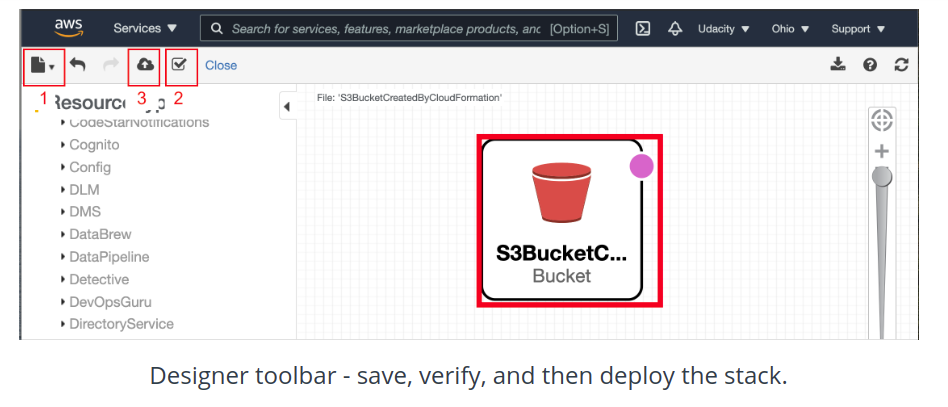 aws
Services ▼
Search for services, features, marketplace products, and [Option+S]
Udacity ▼
Ohio ▼
Support ▼
Close
1
3
2
Resource
CodeStarNotifications
Cognito
Config
DLM
DMS
DataBrew
DataPipeline
Detective
DevOpsGuru
DirectoryService
File: 'S3BucketCreatedByCloudFormation'
S3BucketC...
Bucket
Designer toolbar - save, verify, and then deploy the stack.